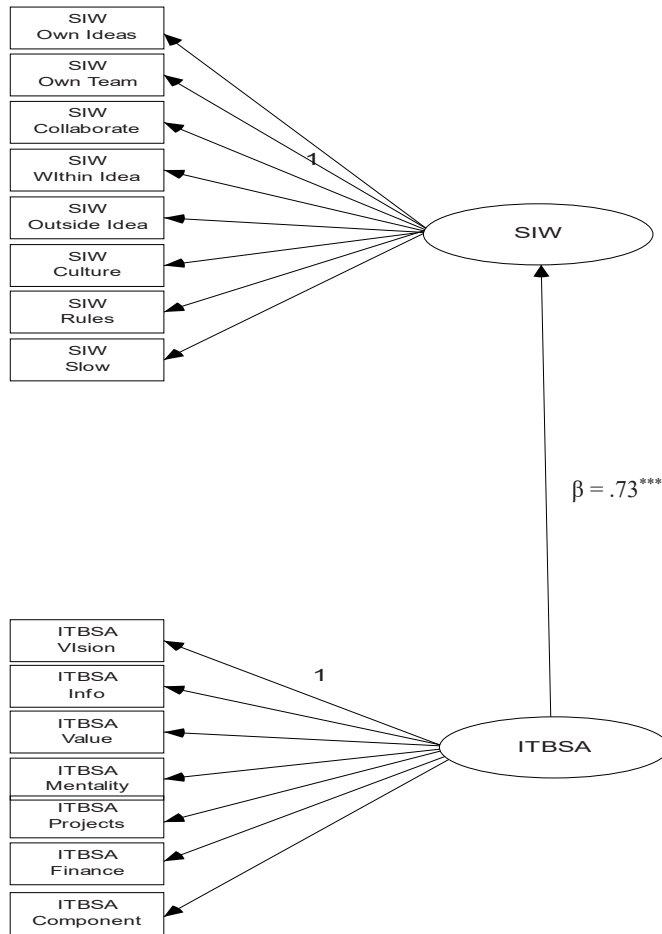 SIW
Own Ideas
SIW
Own Team
SIW
Collaborate
SIW
WIthin Idea
SIW
Outside Idea
SIW
Culture
SIW
Rules
SIW
Slow
1
SIW
β = .73***
ITBSA
VIsion
ITBSA
Info
ITBSA
Value
ITBSA
Mentality
ITBSA
Projects
ITBSA
Finance
ITBSA
Component
1
ITBSA